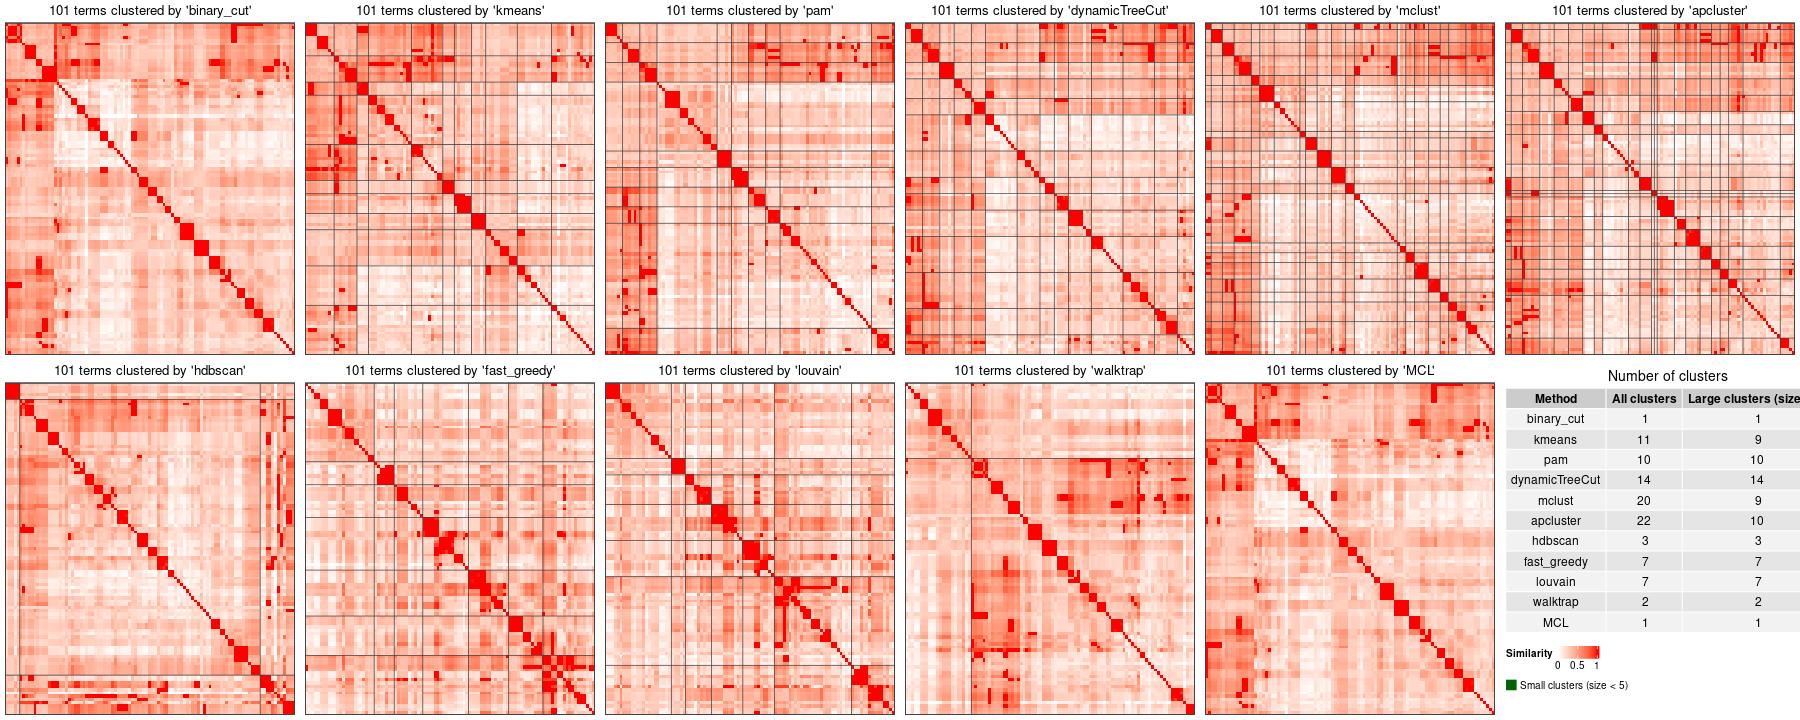 101 terms clustered by 'binary_cut'
101 terms clustered by 'kmeans'
101 terms clustered by 'pam'
101 terms clustered by 'dynamicTreeCut'
101 terms clustered by 'mclust'
101 terms clustered by 'apcluster'
101 terms clustered by 'hdbscan'
101 terms clustered by 'fast_greedy'
101 terms clustered by 'louvain'
101 terms clustered by 'walktrap'
101 terms clustered by 'MCL'
Number of clusters
Method All clusters Large clusters (size
binary_cut 1 1
kmeans 11 9
pam 10 10
dynamicTreeCut 14 14
mclust 20 9
apcluster 22 10
hdbscan 3 3
fast_greedy 7 7
louvain 7 7
walktrap 2 2
MCL 1 1
Similarity
0 0.5 1
Small clusters (size < 5)